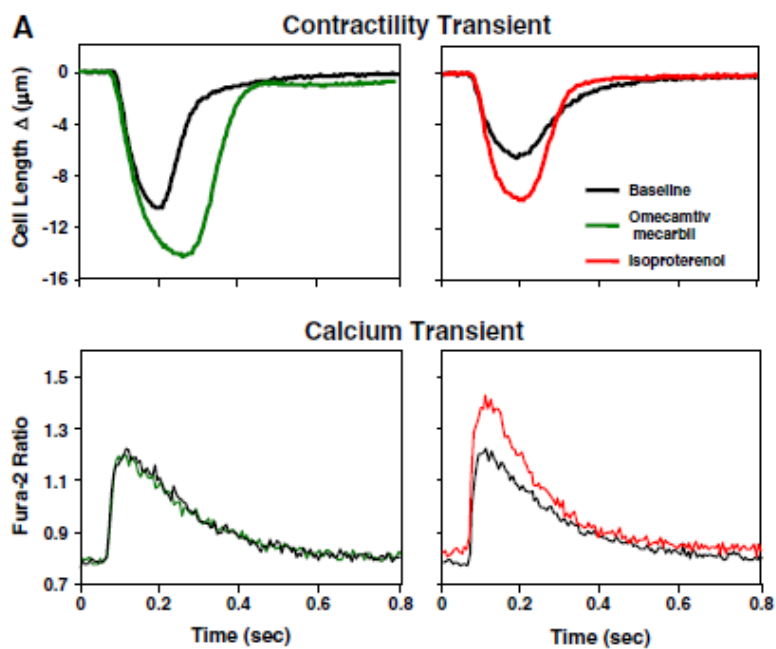 A
Contractility Transient
Cell Length Δ (μm)
0
-4
-8
-12
-16
Baseline
Omecamtiv
mecarbil
Isoproterenol
Calcium Transient
Fura-2 Ratio
1.5
1.3
1.1
0.9
0.7
0 0.2 0.4 0.6 0.8
0 0.2 0.4 0.6 0.8
Time (sec)
Time (sec)